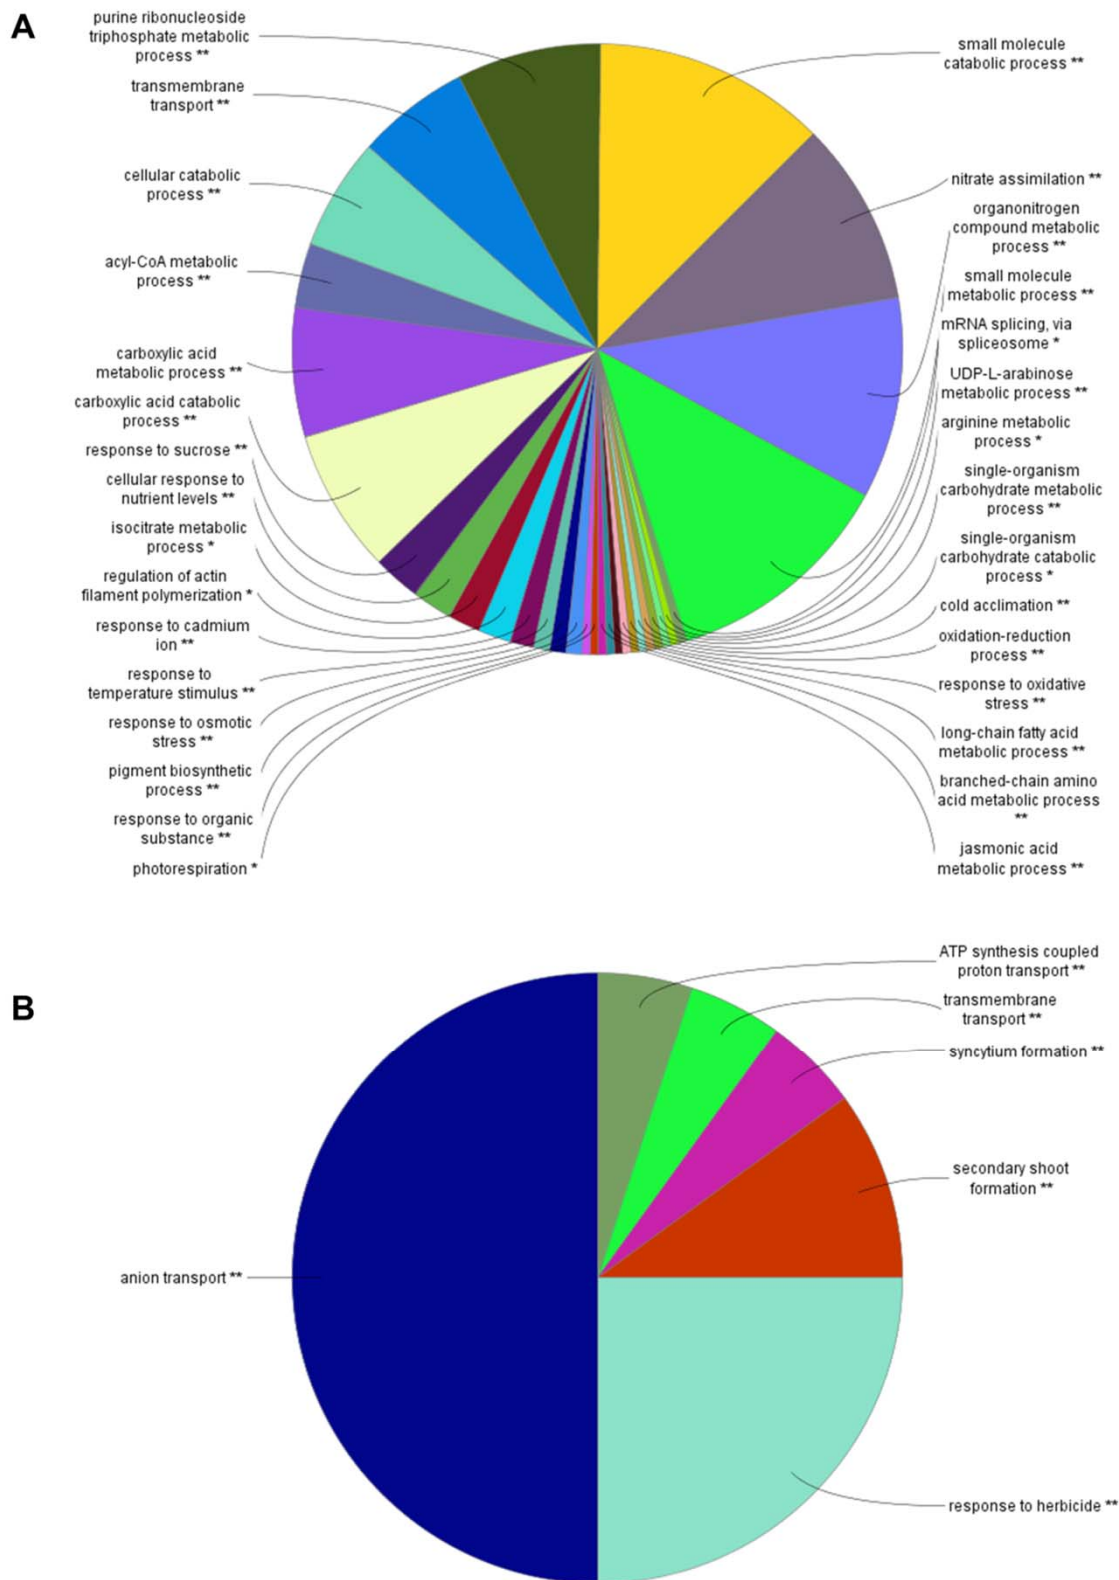 A
purine ribonucleoside
triphosphate metabolic
process **
transmembrane
transport **
cellular catabolic
process **
acyl-CoA metabolic
process **
carboxylic acid
metabolic process **
carboxylic acid catabolic
process **
response to sucrose **
cellular response to
nutrient levels **
isocitrate metabolic
process *
regulation of actin
filament polymerization *
response to cadmium
ion **
response to
temperature stimulus **
response to osmotic
stress **
pigment biosynthetic
process **
response to organic
substance **
photorespiration *
small molecule
catabolic process **
nitrate assimilation **
organonitrogen
compound metabolic
process **
small molecule
metabolic process **
mRNA splicing, via
spliceosome *
UDP-L-arabinose
metabolic process **
arginine metabolic
process *
single-organism
carbohydrate metabolic
process **
single-organism
carbohydrate catabolic
process *
cold acclimation **
oxidation-reduction
process **
response to oxidative
stress **
long-chain fatty acid
metabolic process **
branched-chain amino
acid metabolic process
**
jasmonic acid
metabolic process **
B
ATP synthesis coupled
proton transport **
transmembrane
transport **
syncytium formation **
secondary shoot
formation **
anion transport **
response to herbicide **